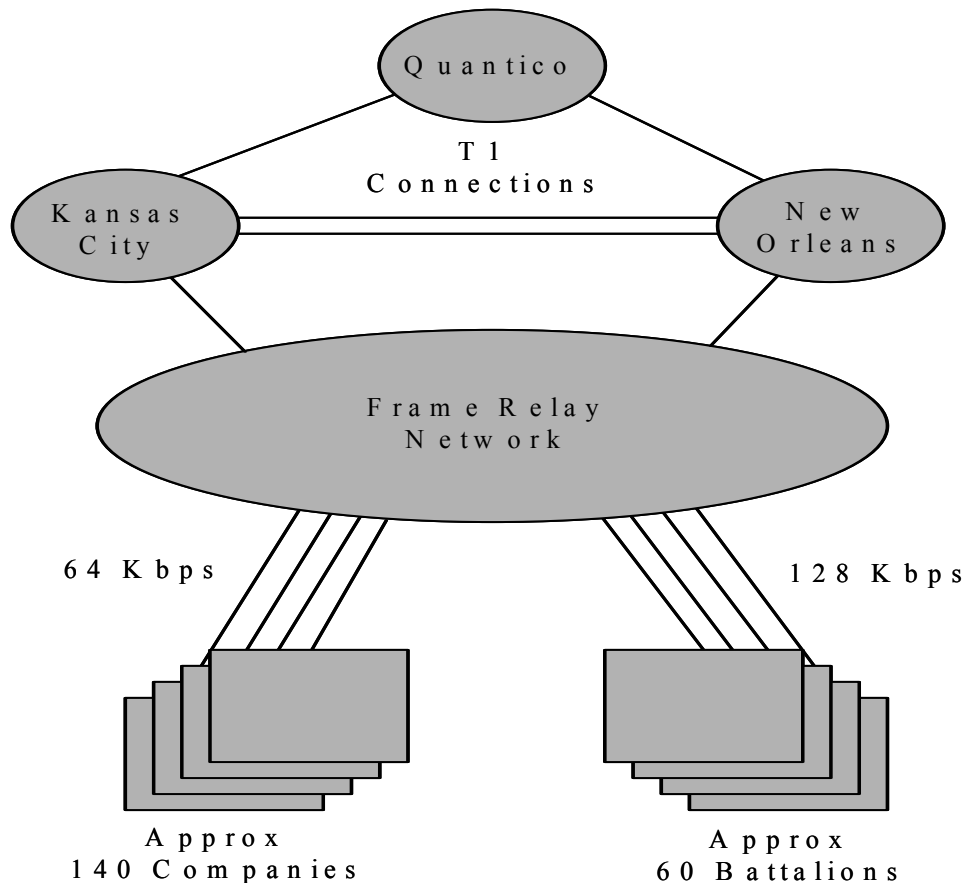 Quantico
T1
Connections
Kansas
City
New
Orleans
Frame Relay
Network
64 Kbps
128 Kbps
Approx
140 Companies
Approx
60 Battalions